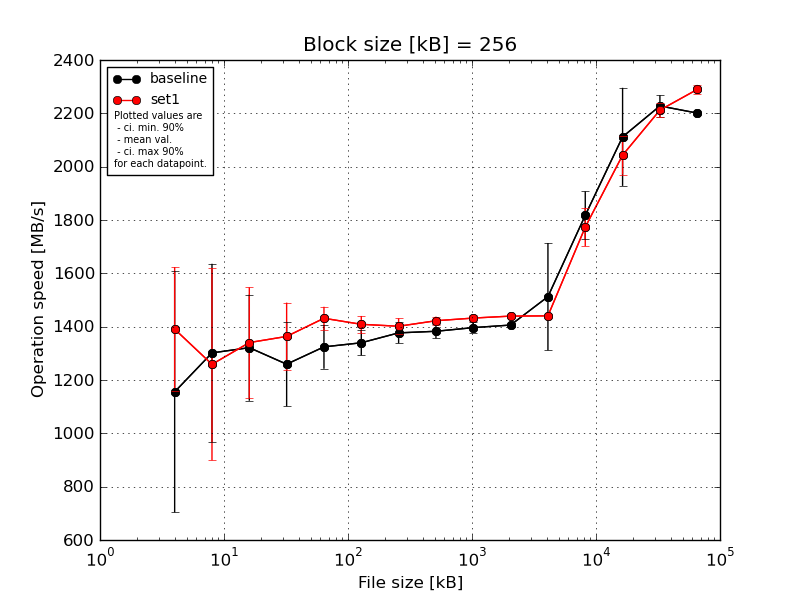 Block size [kB] = 256
2400
2200
2000
1800
1600
1400
1200
1000
800
600
Operation speed [MB/s]
baseline
set1
Plotted values are
- ci. min. 90%
- mean val.
- ci. max 90%
for each datapoint.
10^0 10^1 10^2 10^3 10^4 10^5
File size [kB]